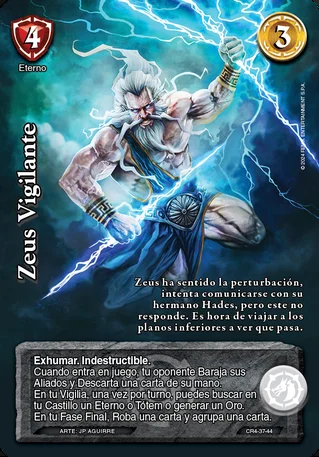 4
3
Eterno
Zeus Vigilante
Zeus ha sentido la perturbación,
intenta comunicarse con su
hermano Hades, pero este no
responde. Es hora de viajar a los
planos inferiores a ver que pasa.
Exhumar. Indestructible.
Cuando entra en juego, tu oponente Baraja sus
Aliados y Descarta una carta de su mano.
En tu Vigilia, una vez por turno, puedes buscar en
tu Castillo un Eterno o Tótem o generar un Oro.
En tu Fase Final, Roba una carta y agrupa una carta.
ARTE: JP AGUIRRE
CR4-37-44